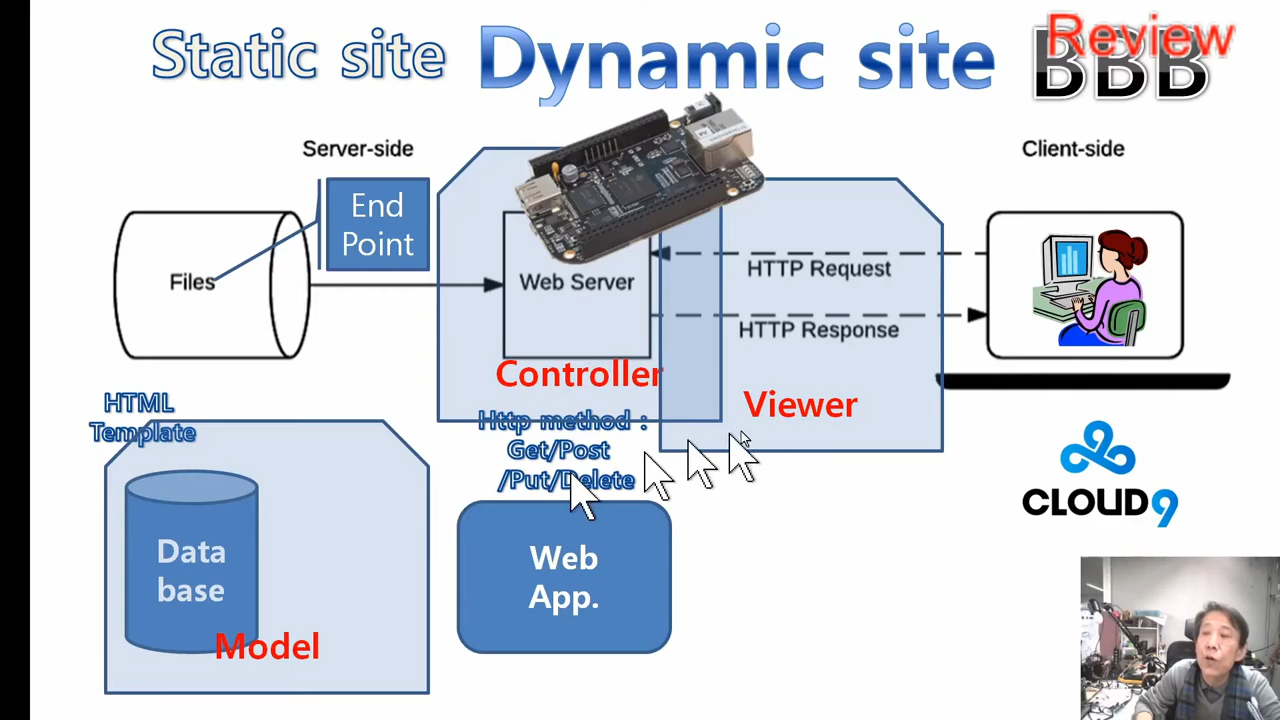 Static site Dynamic site BBB
Review
Server-side
Client-side
End
Point
Files
Web Server
HTTP Request
HTTP Response
Controller
Viewer
HTML
Template
Http method :
Get/Post
/Put/Delete
CLOUD9
Data
base
Web
App.
Model